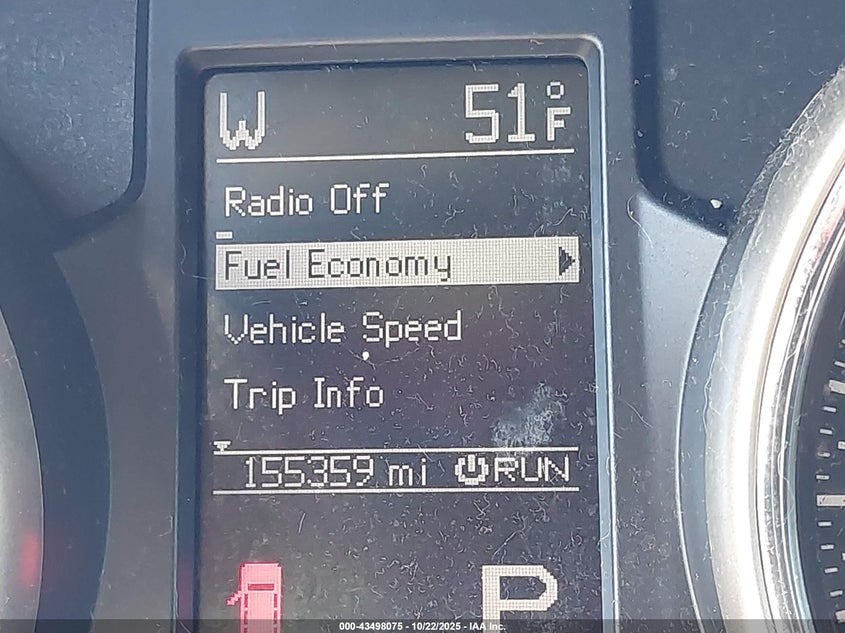 W 51°F
Radio Off
Fuel Economy
Vehicle Speed
Trip Info
155359 mi RUN
P
000-43498075 - 10/22/2025 - IAA Inc.